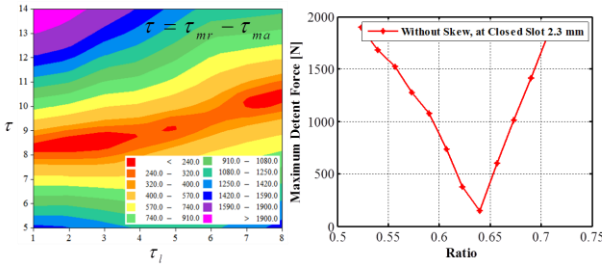 14
13
12
11
10
9
8
7
6
5
τ
τ = τmr − τma
< 240.0
240.0 − 320.0
320.0 − 400.0
400.0 − 570.0
570.0 − 740.0
740.0 − 910.0
910.0 − 1080.0
1080.0 − 1250.0
1250.0 − 1420.0
1420.0 − 1590.0
1590.0 − 1900.0
> 1900.0
1 2 3 4 5 6 7 8
τl
Without Skew, at Closed Slot 2.3 mm
Maximum Detent Force [N]
2000
1500
1000
500
0
0.5 0.55 0.6 0.65 0.7 0.75
Ratio